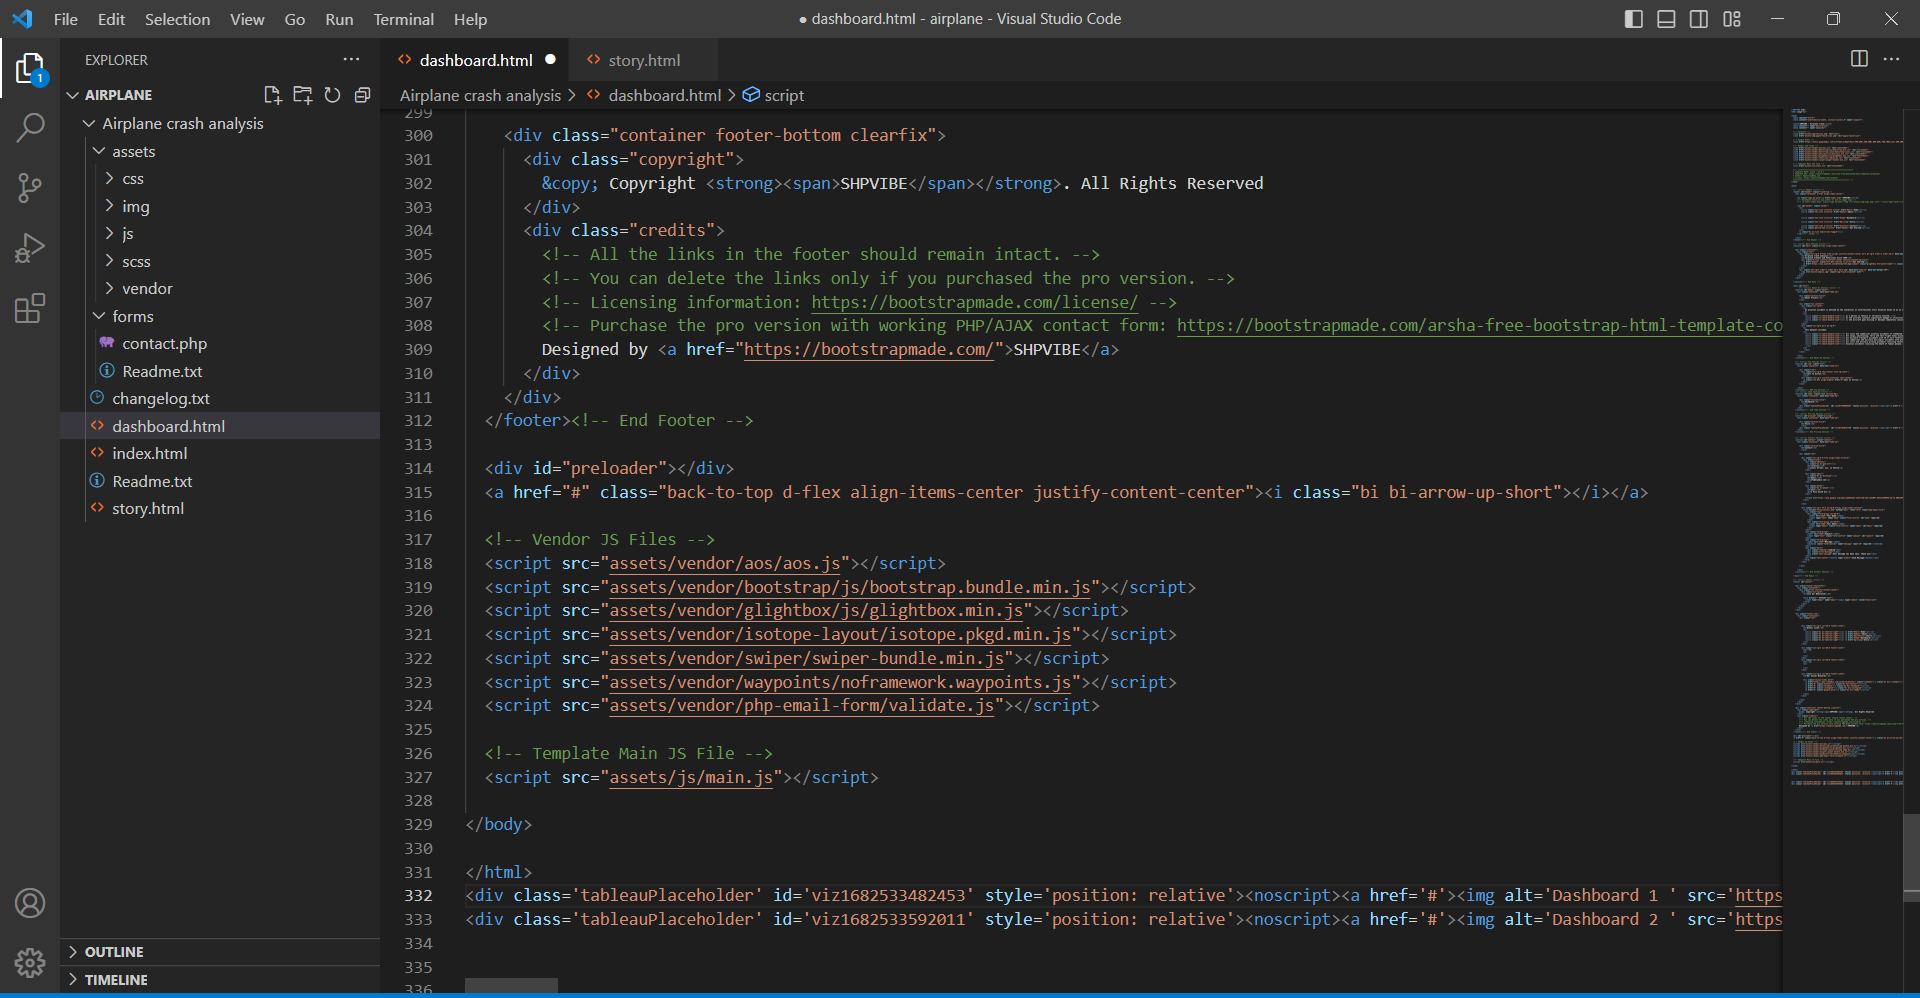 File Edit Selection View Go Run Terminal Help
● dashboard.html - airplane - Visual Studio Code
EXPLORER
1
AIRPLANE
Airplane crash analysis
assets
css
img
js
scss
vendor
forms
contact.php
Readme.txt
changelog.txt
dashboard.html
index.html
Readme.txt
story.html
OUTLINE
TIMELINE
dashboard.html
story.html
Airplane crash analysis > dashboard.html > script
299
300 <div class="container footer-bottom clearfix">
301 <div class="copyright">
302 &copy; Copyright <strong><span>SHPVIBE</span></strong>. All Rights Reserved
303 </div>
304 <div class="credits">
305 <!-- All the links in the footer should remain intact. -->
306 <!-- You can delete the links only if you purchased the pro version. -->
307 <!-- Licensing information: https://bootstrapmade.com/license/ -->
308 <!-- Purchase the pro version with working PHP/AJAX contact form: https://bootstrapmade.com/arsha-free-bootstrap-html-template-co
309 Designed by <a href="https://bootstrapmade.com/">SHPVIBE</a>
310 </div>
311 </div>
312 </footer><!-- End Footer -->
313
314 <div id="preloader"></div>
315 <a href="#" class="back-to-top d-flex align-items-center justify-content-center"><i class="bi bi-arrow-up-short"></i></a>
316
317 <!-- Vendor JS Files -->
318 <script src="assets/vendor/aos/aos.js"></script>
319 <script src="assets/vendor/bootstrap/js/bootstrap.bundle.min.js"></script>
320 <script src="assets/vendor/glightbox/js/glightbox.min.js"></script>
321 <script src="assets/vendor/isotope-layout/isotope.pkgd.min.js"></script>
322 <script src="assets/vendor/swiper/swiper-bundle.min.js"></script>
323 <script src="assets/vendor/waypoints/noframework.waypoints.js"></script>
324 <script src="assets/vendor/php-email-form/validate.js"></script>
325
326 <!-- Template Main JS File -->
327 <script src="assets/js/main.js"></script>
328
329 </body>
330
331 </html>
332 <div class='tableauPlaceholder' id='viz1682533482453' style='position: relative'><noscript><a href='#'><img alt='Dashboard 1 ' src='https
333 <div class='tableauPlaceholder' id='viz1682533592011' style='position: relative'><noscript><a href='#'><img alt='Dashboard 2 ' src='https
334
335
336